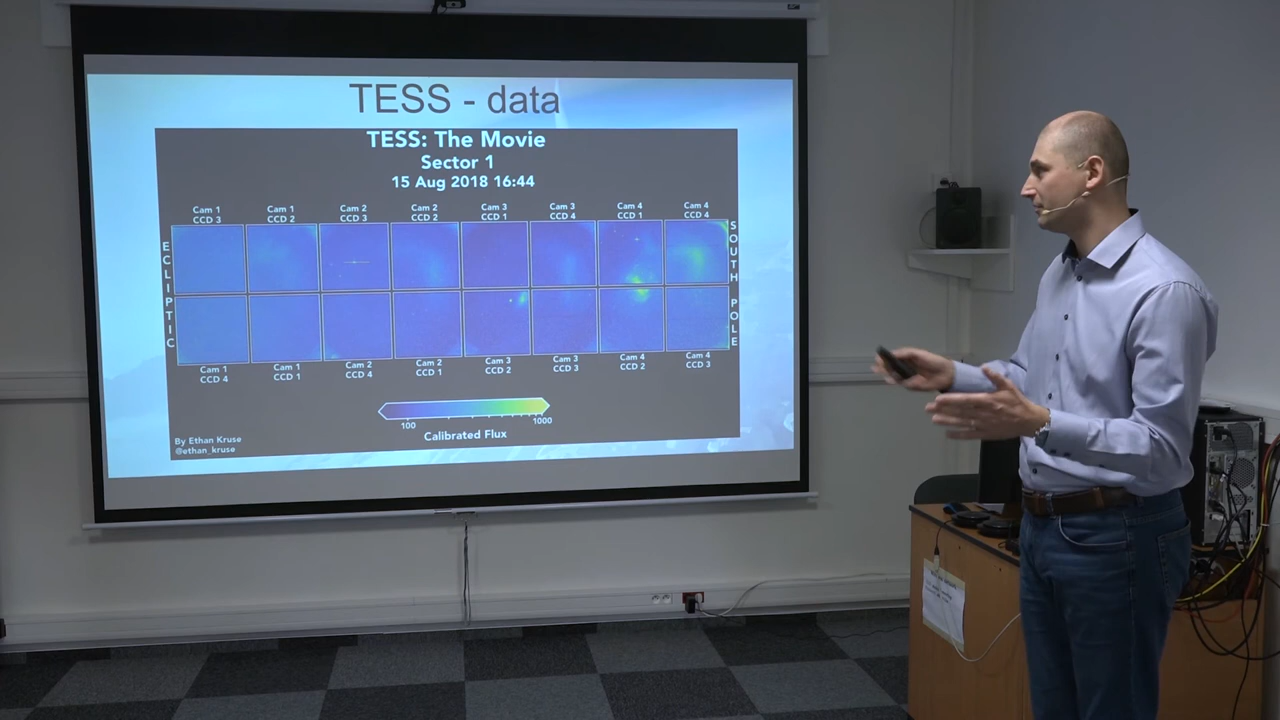 TESS - data
TESS: The Movie
Sector 1
15 Aug 2018 16:44
Cam 1 Cam 1 Cam 2 Cam 2 Cam 3 Cam 3 Cam 4 Cam 4
CCD 3 CCD 2 CCD 3 CCD 2 CCD 1 CCD 4 CCD 1 CCD 4
ECLIPTIC
SOUTH POLE
Cam 1 Cam 1 Cam 2 Cam 2 Cam 3 Cam 3 Cam 4 Cam 4
CCD 4 CCD 1 CCD 4 CCD 1 CCD 2 CCD 3 CCD 2 CCD 3
100 1000
Calibrated Flux
By Ethan Kruse
@ethan_kruse